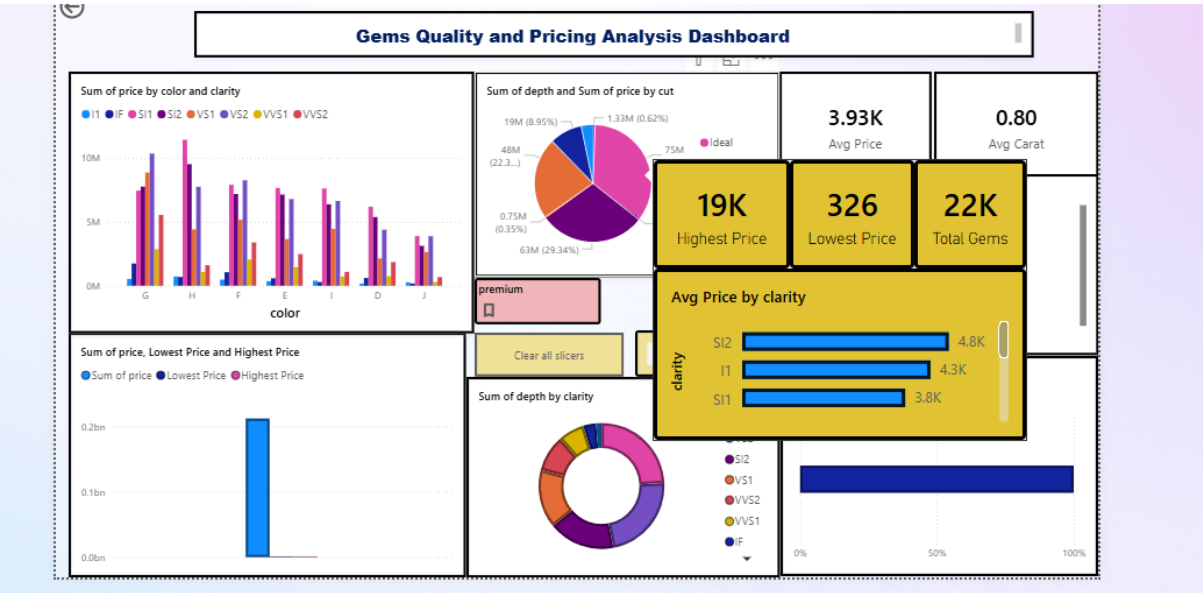 Gems Quality and Pricing Analysis Dashboard
Sum of price by color and clarity
I1 IF SI1 SI2 VS1 VS2 VVS1 VVS2
10M
5M
0M
G H F E I D J
color
Sum of depth and Sum of price by cut
19M (8.95%)
1.33M (0.62%)
48M
(22.3...)
75M
0.75M
(0.35%)
63M (29.34%)
Ideal
3.93K
Avg Price
0.80
Avg Carat
19K
Highest Price
326
Lowest Price
22K
Total Gems
Avg Price by clarity
clarity
SI2 4.8K
I1 4.3K
SI1 3.8K
premium
Clear all slicers
Sum of price, Lowest Price and Highest Price
Sum of price Lowest Price Highest Price
0.2bn
0.1bn
0.0bn
Sum of depth by clarity
SI2
VS1
VVS2
VVS1
IF
0% 50% 100%